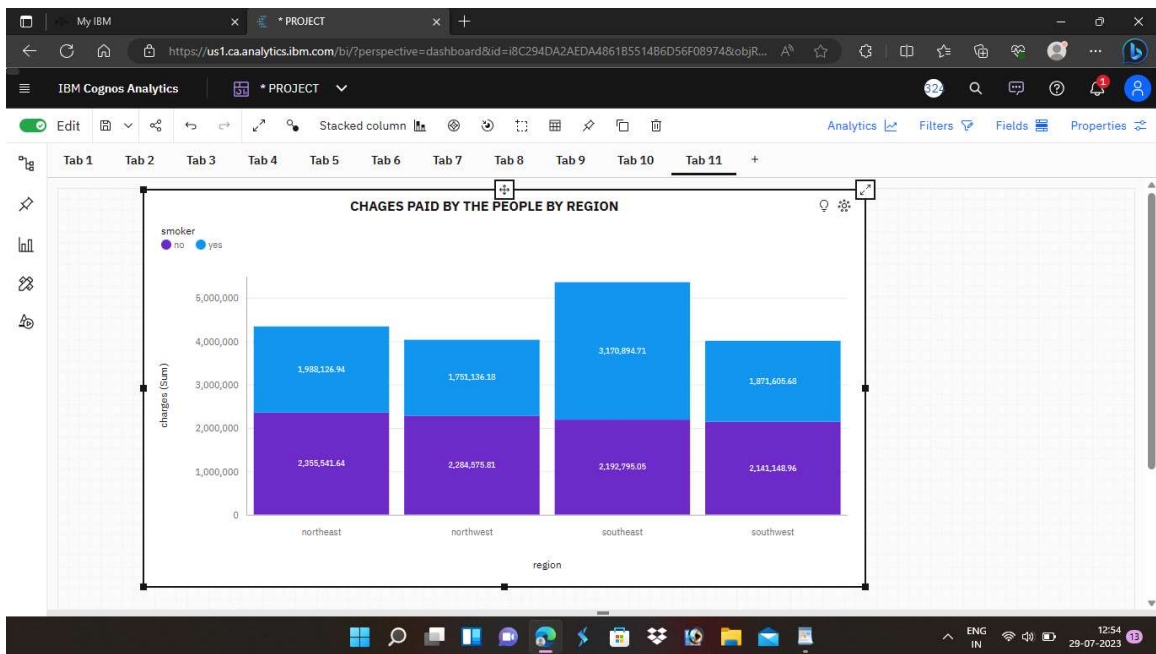 My IBM
* PROJECT
https://us1.ca.analytics.ibm.com/bi/?perspective=dashboard&id=i8C294DA2AEDA4861B5514B6D56F08974&objR...
IBM Cognos Analytics
* PROJECT
324
1
Edit
Stacked column
Analytics
Filters
Fields
Properties
Tab 1 Tab 2 Tab 3 Tab 4 Tab 5 Tab 6 Tab 7 Tab 8 Tab 9 Tab 10 Tab 11 +
CHAGES PAID BY THE PEOPLE BY REGION
smoker
no yes
charges (Sum)
5,000,000
4,000,000
3,000,000
2,000,000
1,000,000
0
1,988,126.94
1,751,136.18
3,170,894.71
1,871,605.68
2,355,541.64
2,284,575.81
2,192,795.05
2,141,148.96
northeast northwest southeast southwest
region
ENG
IN
12:54
29-07-2023
13